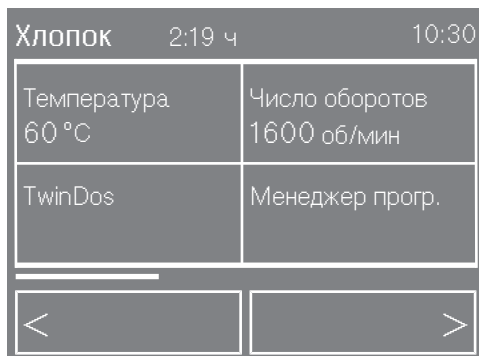 Хлопок 2:19 ч 10:30
Температура
60 °C
Число оборотов
1600 об/мин
TwinDos
Менеджер прогр.
< >